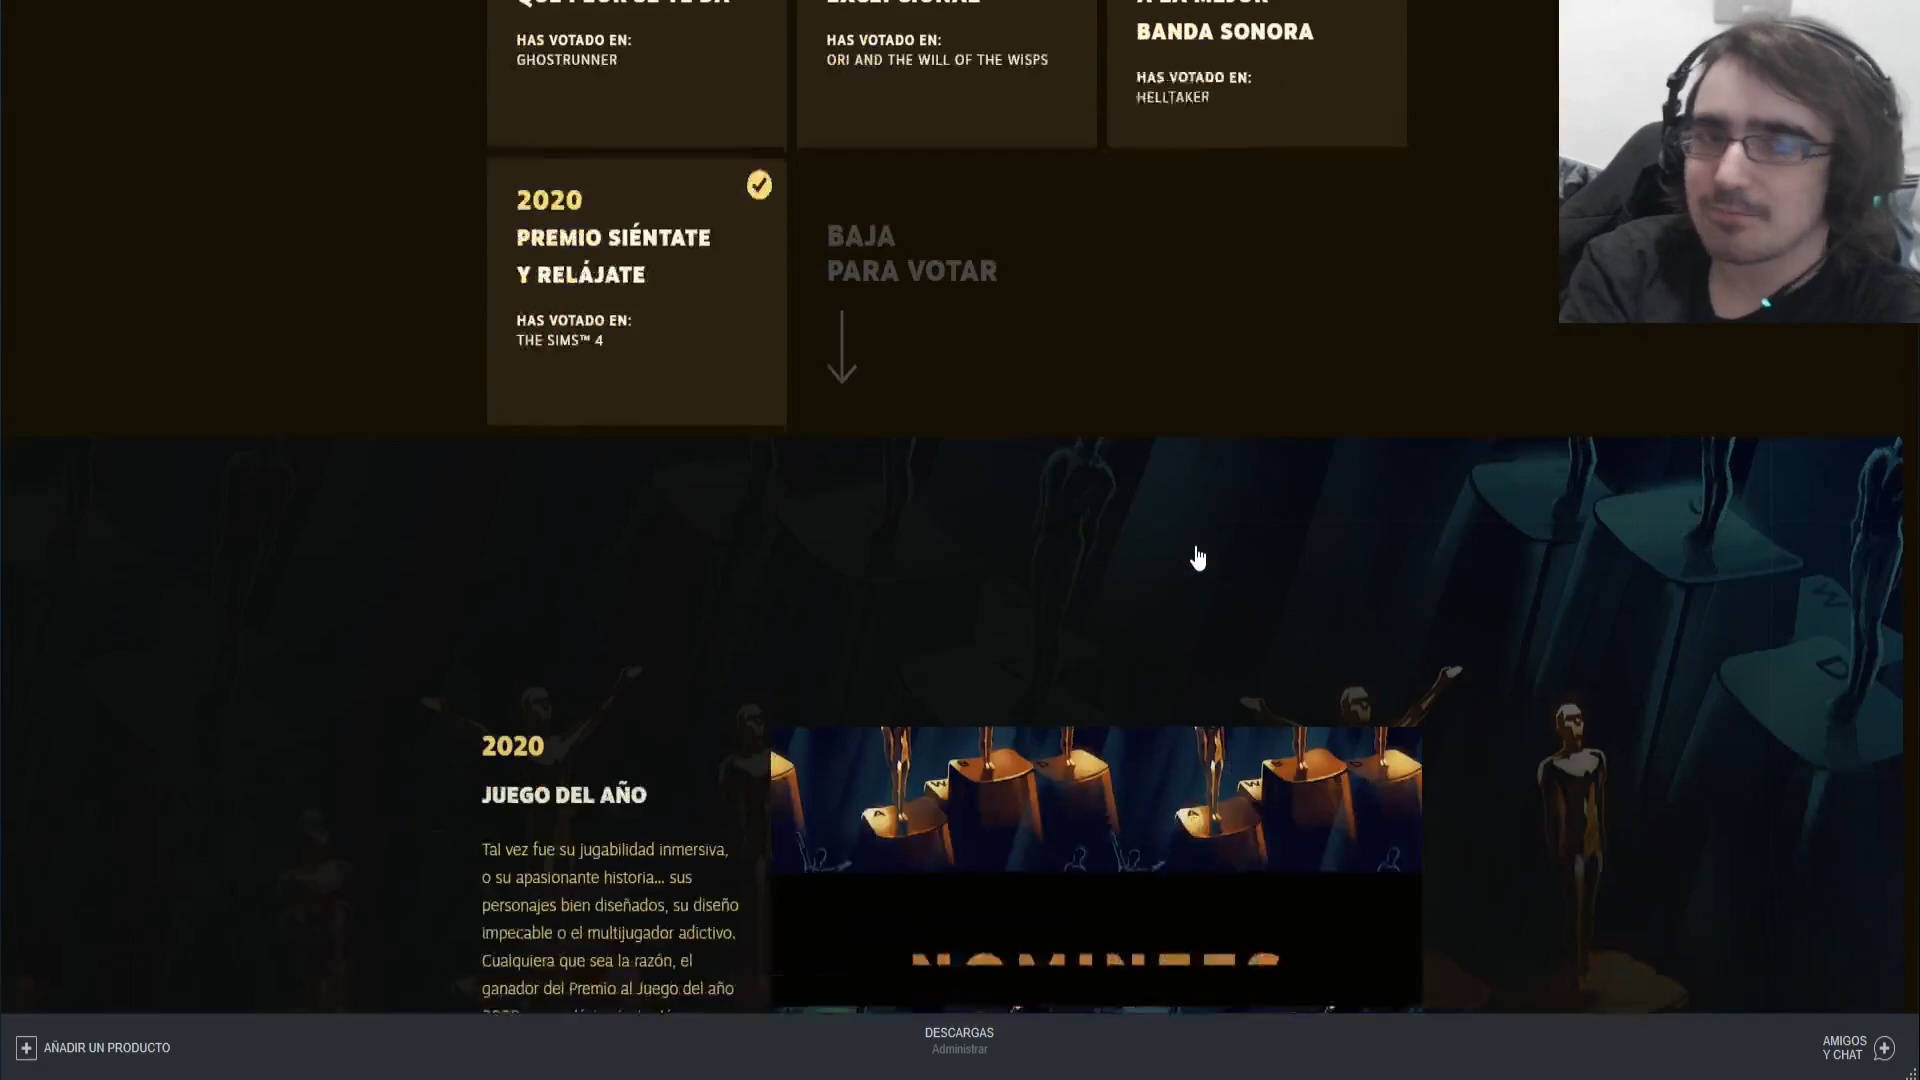 HAS VOTADO EN:
GHOSTRUNNER
EXCEPCIONAL
HAS VOTADO EN:
ORI AND THE WILL OF THE WISPS
A LA MEJOR
BANDA SONORA
HAS VOTADO EN:
HELLTAKER
2020
PREMIO SIÉNTATE
Y RELÁJATE
HAS VOTADO EN:
THE SIMS™ 4
BAJA
PARA VOTAR
2020
JUEGO DEL AÑO
Tal vez fue su jugabilidad inmersiva,
o su apasionante historia... sus
personajes bien diseñados, su diseño
impecable o el multijugador adictivo.
Cualquiera que sea la razón, el
ganador del Premio al Juego del año
NOMINEES
AÑADIR UN PRODUCTO
DESCARGAS
Administrar
AMIGOS
Y CHAT